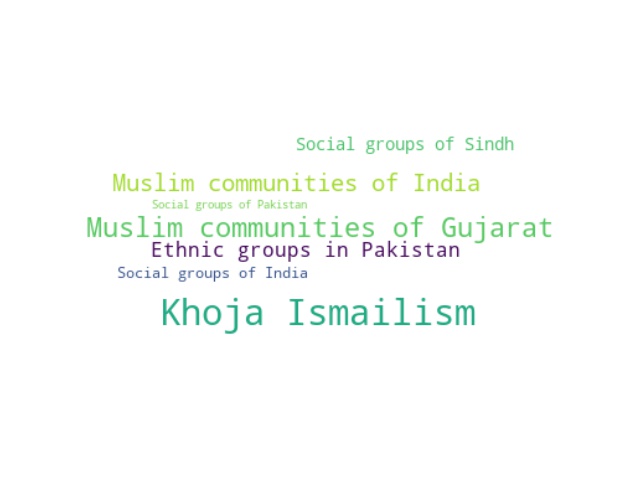 Social groups of Sindh
Muslim communities of India
Social groups of Pakistan
Muslim communities of Gujarat
Ethnic groups in Pakistan
Social groups of India
Khoja Ismailism